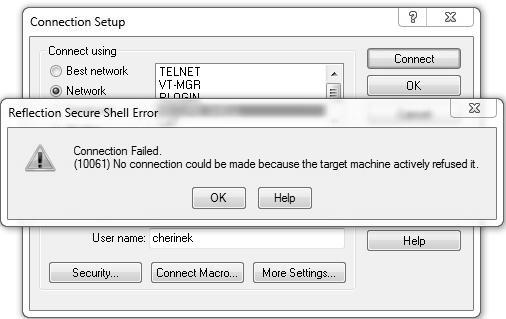 Connection Setup
Connect using
Best network
Network
TELNET
VT-MGR
Connect
OK
Reflection Secure Shell Error
Connection Failed.
(10061) No connection could be made because the target machine actively refused it.
OK
Help
User name:
cherinek
Help
Security...
Connect Macro...
More Settings...